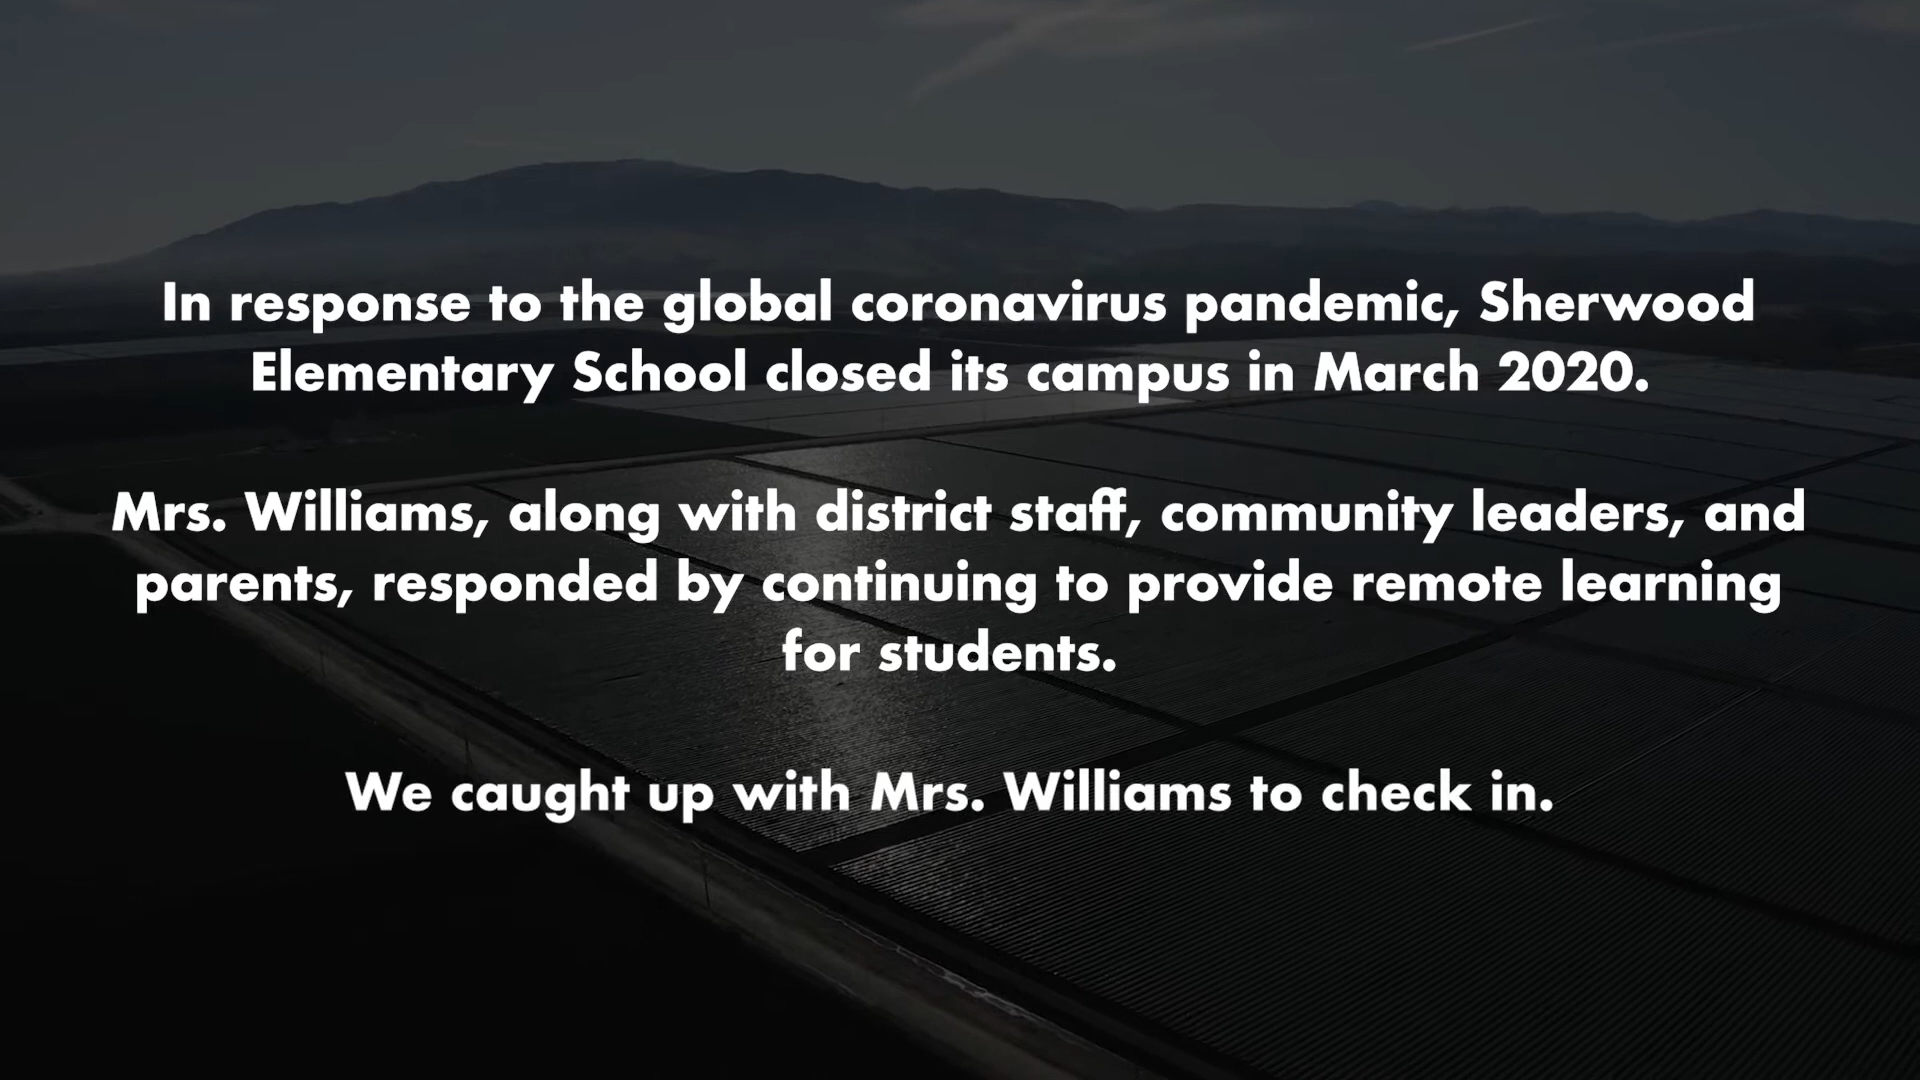 In response to the global coronavirus pandemic, Sherwood
Elementary School closed its campus in March 2020.
Mrs. Williams, along with district staff, community leaders, and
parents, responded by continuing to provide remote learning
for students.
We caught up with Mrs. Williams to check in.